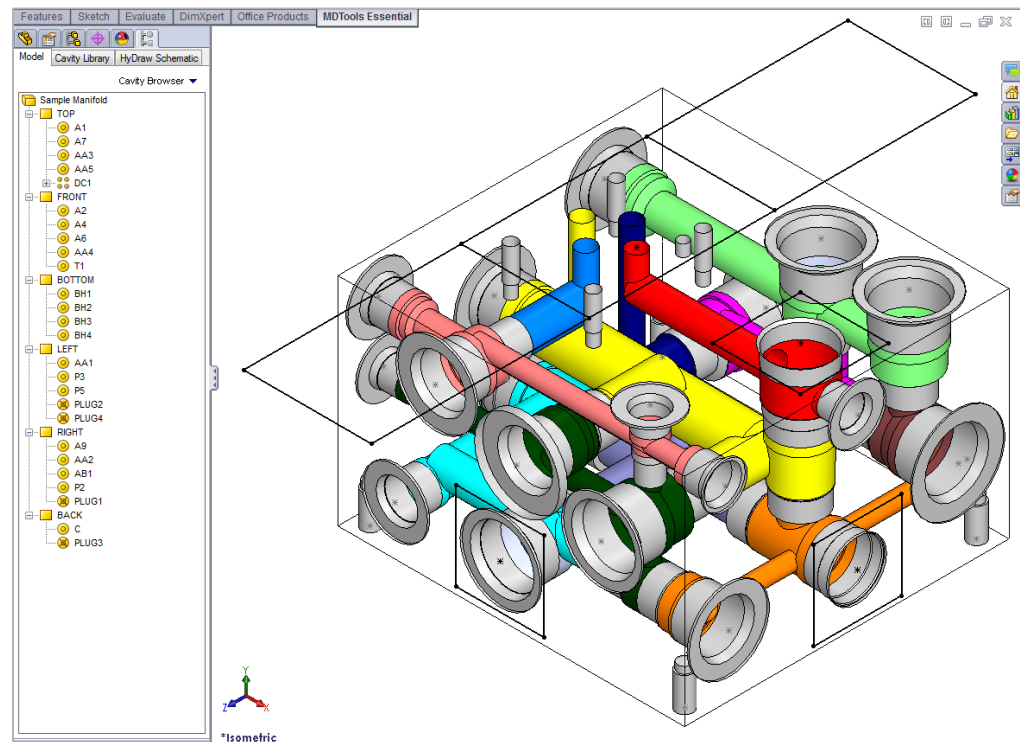 Features Sketch Evaluate DimXpert Office Products MDTools Essential
Model Cavity Library HyDraw Schematic
Cavity Browser
Sample Manifold
TOP
A1
A7
AA3
AA5
DC1
FRONT
A2
A4
A6
AA4
T1
BOTTOM
BH1
BH2
BH3
BH4
LEFT
AA1
P3
P5
PLUG2
PLUG4
RIGHT
A9
AA2
AB1
P2
PLUG1
BACK
C
PLUG3
Y
Z
X
*Isometric